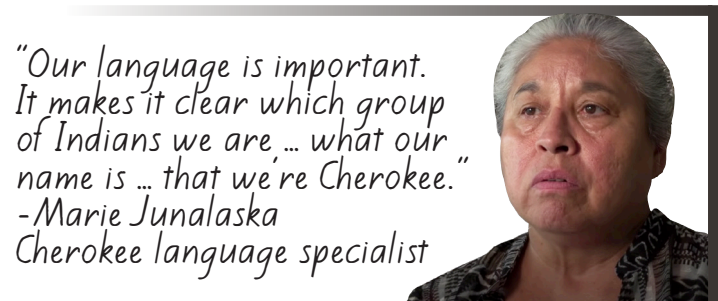 "Our language is important.
It makes it clear which group
of Indians we are ... what our
name is ... that we're Cherokee."
-Marie Junalaska
Cherokee language specialist